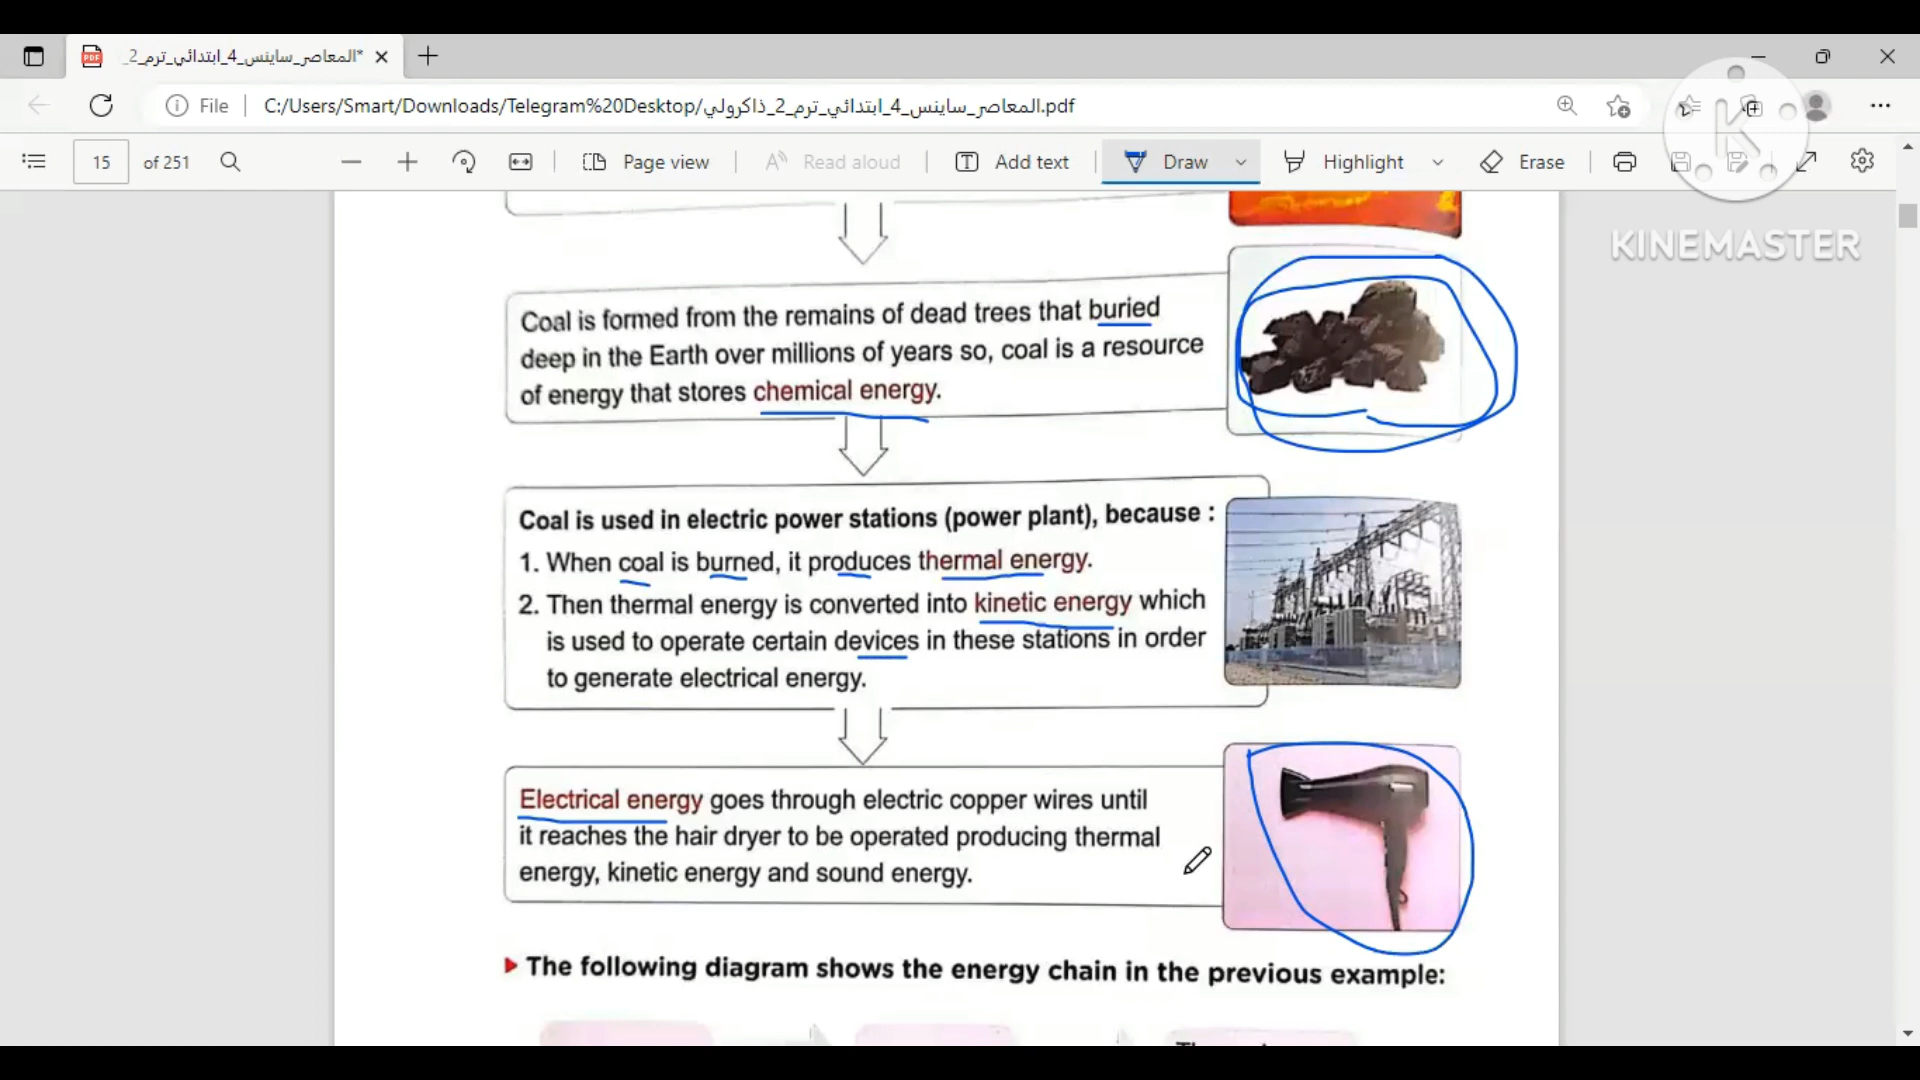 *المعاصر_ساينس_4_ابتدائي_ترم_2_
File
C:/Users/Smart/Downloads/Telegram%20Desktop/المعاصر_ساينس_4_ابتدائي_ترم_2_ذاكرولي.pdf
15 of 251
Page view
Read aloud
Add text
Draw
Highlight
Erase
K
KINEMASTER
Coal is formed from the remains of dead trees that buried
deep in the Earth over millions of years so, coal is a resource
of energy that stores chemical energy.
Coal is used in electric power stations (power plant), because :
1. When coal is burned, it produces thermal energy.
2. Then thermal energy is converted into kinetic energy which
is used to operate certain devices in these stations in order
to generate electrical energy.
Electrical energy goes through electric copper wires until
it reaches the hair dryer to be operated producing thermal
energy, kinetic energy and sound energy.
The following diagram shows the energy chain in the previous example: